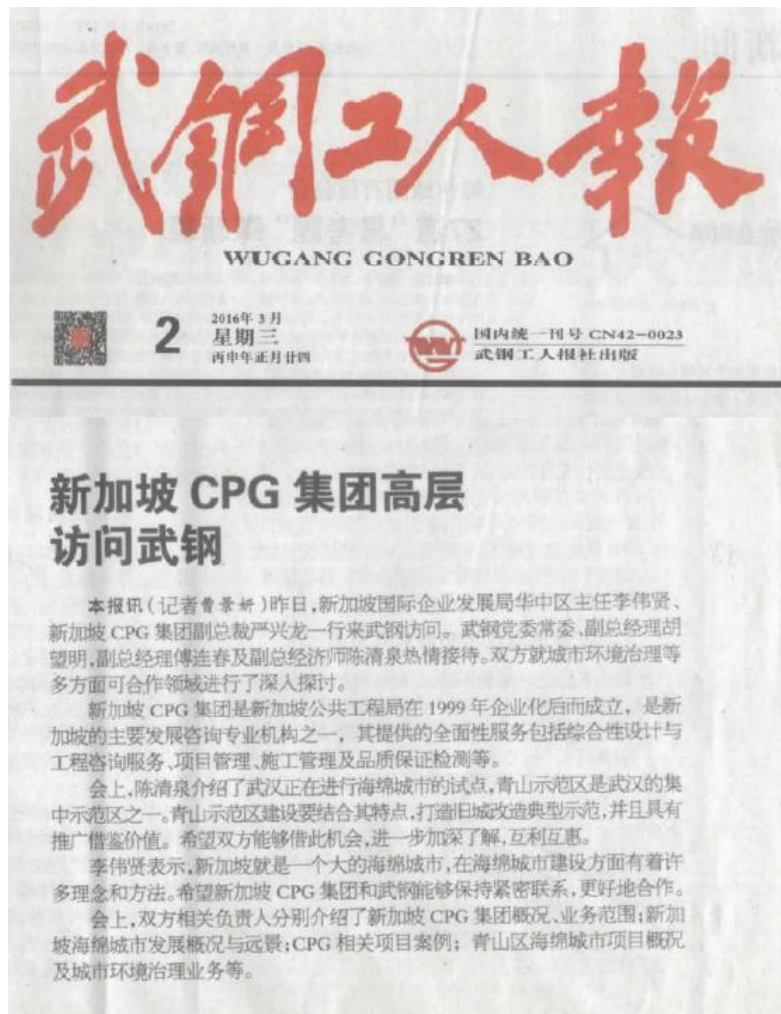 武钢工人報
WUGANG GONGREN BAO
2
2016年3月
星期三
丙申年正月廿四
国内统一刊号 CN42-0023
武钢工人报社出版
新加坡 CPG 集团高层
访问武钢
本报讯(记者曹景妍)昨日,新加坡国际企业发展局华中区主任李伟贤、
新加坡 CPG 集团副总裁严兴龙一行来武钢访问。武钢党委常委、副总经理胡
望明,副总经理傅连春及副总经济师陈清泉热情接待。双方就城市环境治理等
多方面可合作领域进行了深入探讨。
新加坡 CPG 集团是新加坡公共工程局在 1999 年企业化后而成立，是新
加坡的主要发展咨询专业机构之一，其提供的全面性服务包括综合性设计与
工程咨询服务、项目管理、施工管理及品质保证检测等。
会上,陈清泉介绍了武汉正在进行海绵城市的试点,青山示范区是武汉的集
中示范区之一。青山示范区建设要结合其特点,打造旧城改造典型示范,并且具有
推广借鉴价值。希望双方能够借此机会,进一步加深了解,互利互惠。
李伟贤表示,新加坡就是一个大的海绵城市,在海绵城市建设方面有着许
多理念和方法。希望新加坡 CPG 集团和武钢能够保持紧密联系,更好地合作。
会上,双方相关负责人分别介绍了新加坡 CPG 集团概况、业务范围;新加
坡海绵城市发展概况与远景;CPG 相关项目案例；青山区海绵城市项目概况
及城市环境治理业务等。